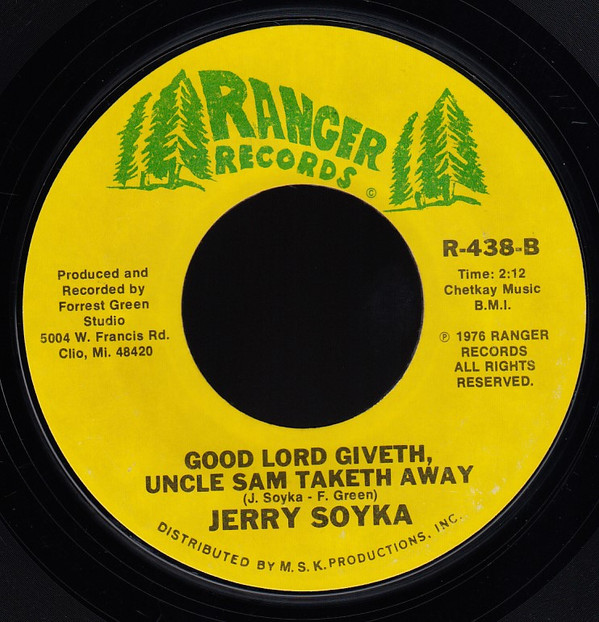 RANGER
RECORDS
©
R-438-B
Time: 2:12
Chetkay Music
B.M.I.
Produced and
Recorded by
Forrest Green
Studio
5004 W. Francis Rd.
Clio, Mi. 48420
℗ 1976 RANGER
RECORDS
ALL RIGHTS
RESERVED.
GOOD LORD GIVETH,
UNCLE SAM TAKETH AWAY
(J. Soyka - F. Green)
JERRY SOYKA
DISTRIBUTED BY M.S.K. PRODUCTIONS, INC.